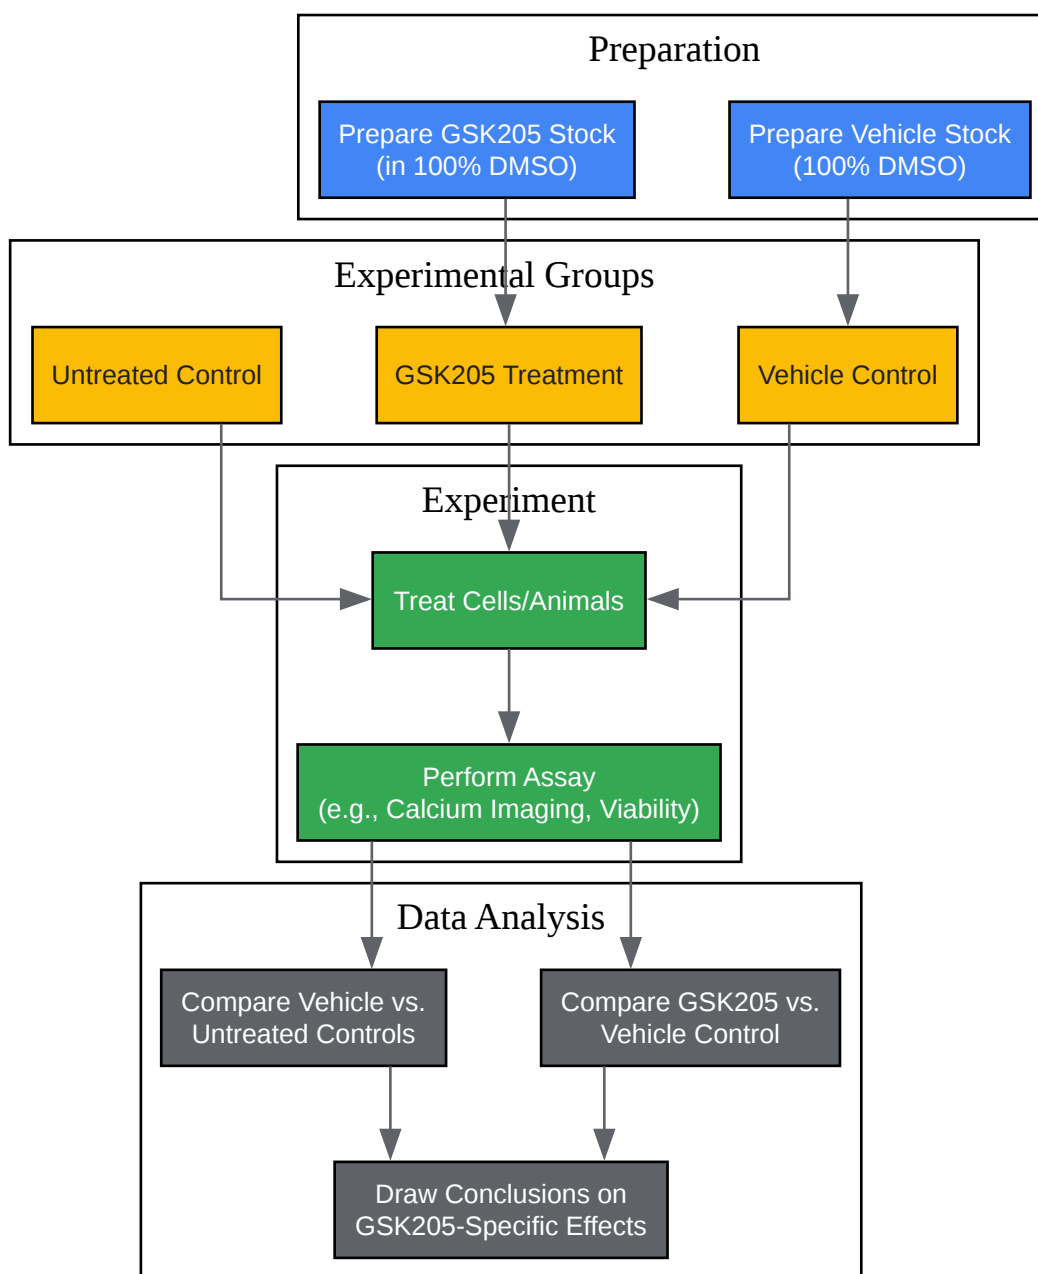 Preparation
Prepare GSK205 Stock
(in 100% DMSO)
Prepare Vehicle Stock
(100% DMSO)
Experimental Groups
Untreated Control
GSK205 Treatment
Vehicle Control
Experiment
Treat Cells/Animals
Perform Assay
(e.g., Calcium Imaging, Viability)
Data Analysis
Compare Vehicle vs.
Untreated Controls
Compare GSK205 vs.
Vehicle Control
Draw Conclusions on
GSK205-Specific Effects